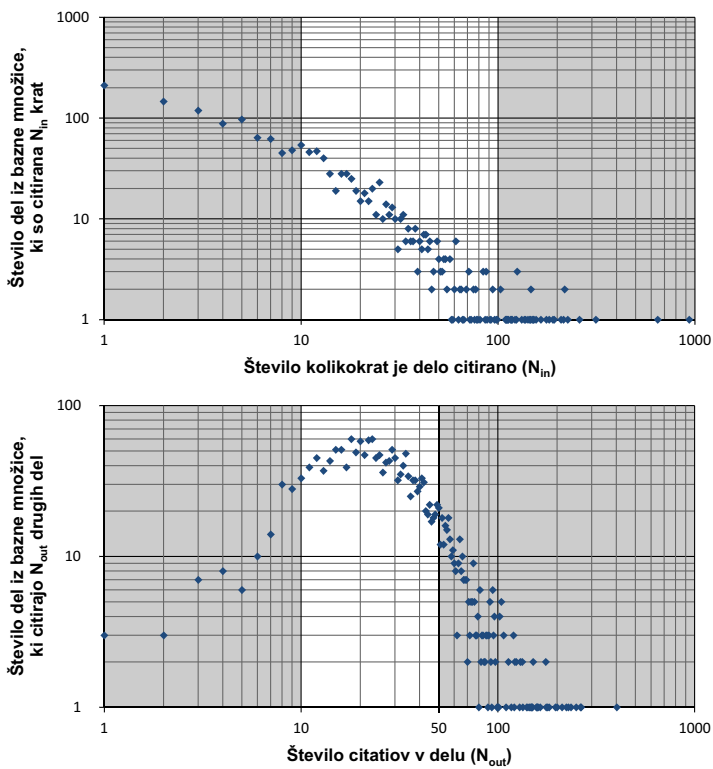 Število del iz bazne množice,
ki so citirana N_in krat
1000
100
10
1
1
10
100
1000
Število kolikokrat je delo citirano (N_in)
Število del iz bazne množice,
ki citirajo N_out drugih del
100
10
1
1
10
50
100
1000
Število citatiov v delu (N_out)